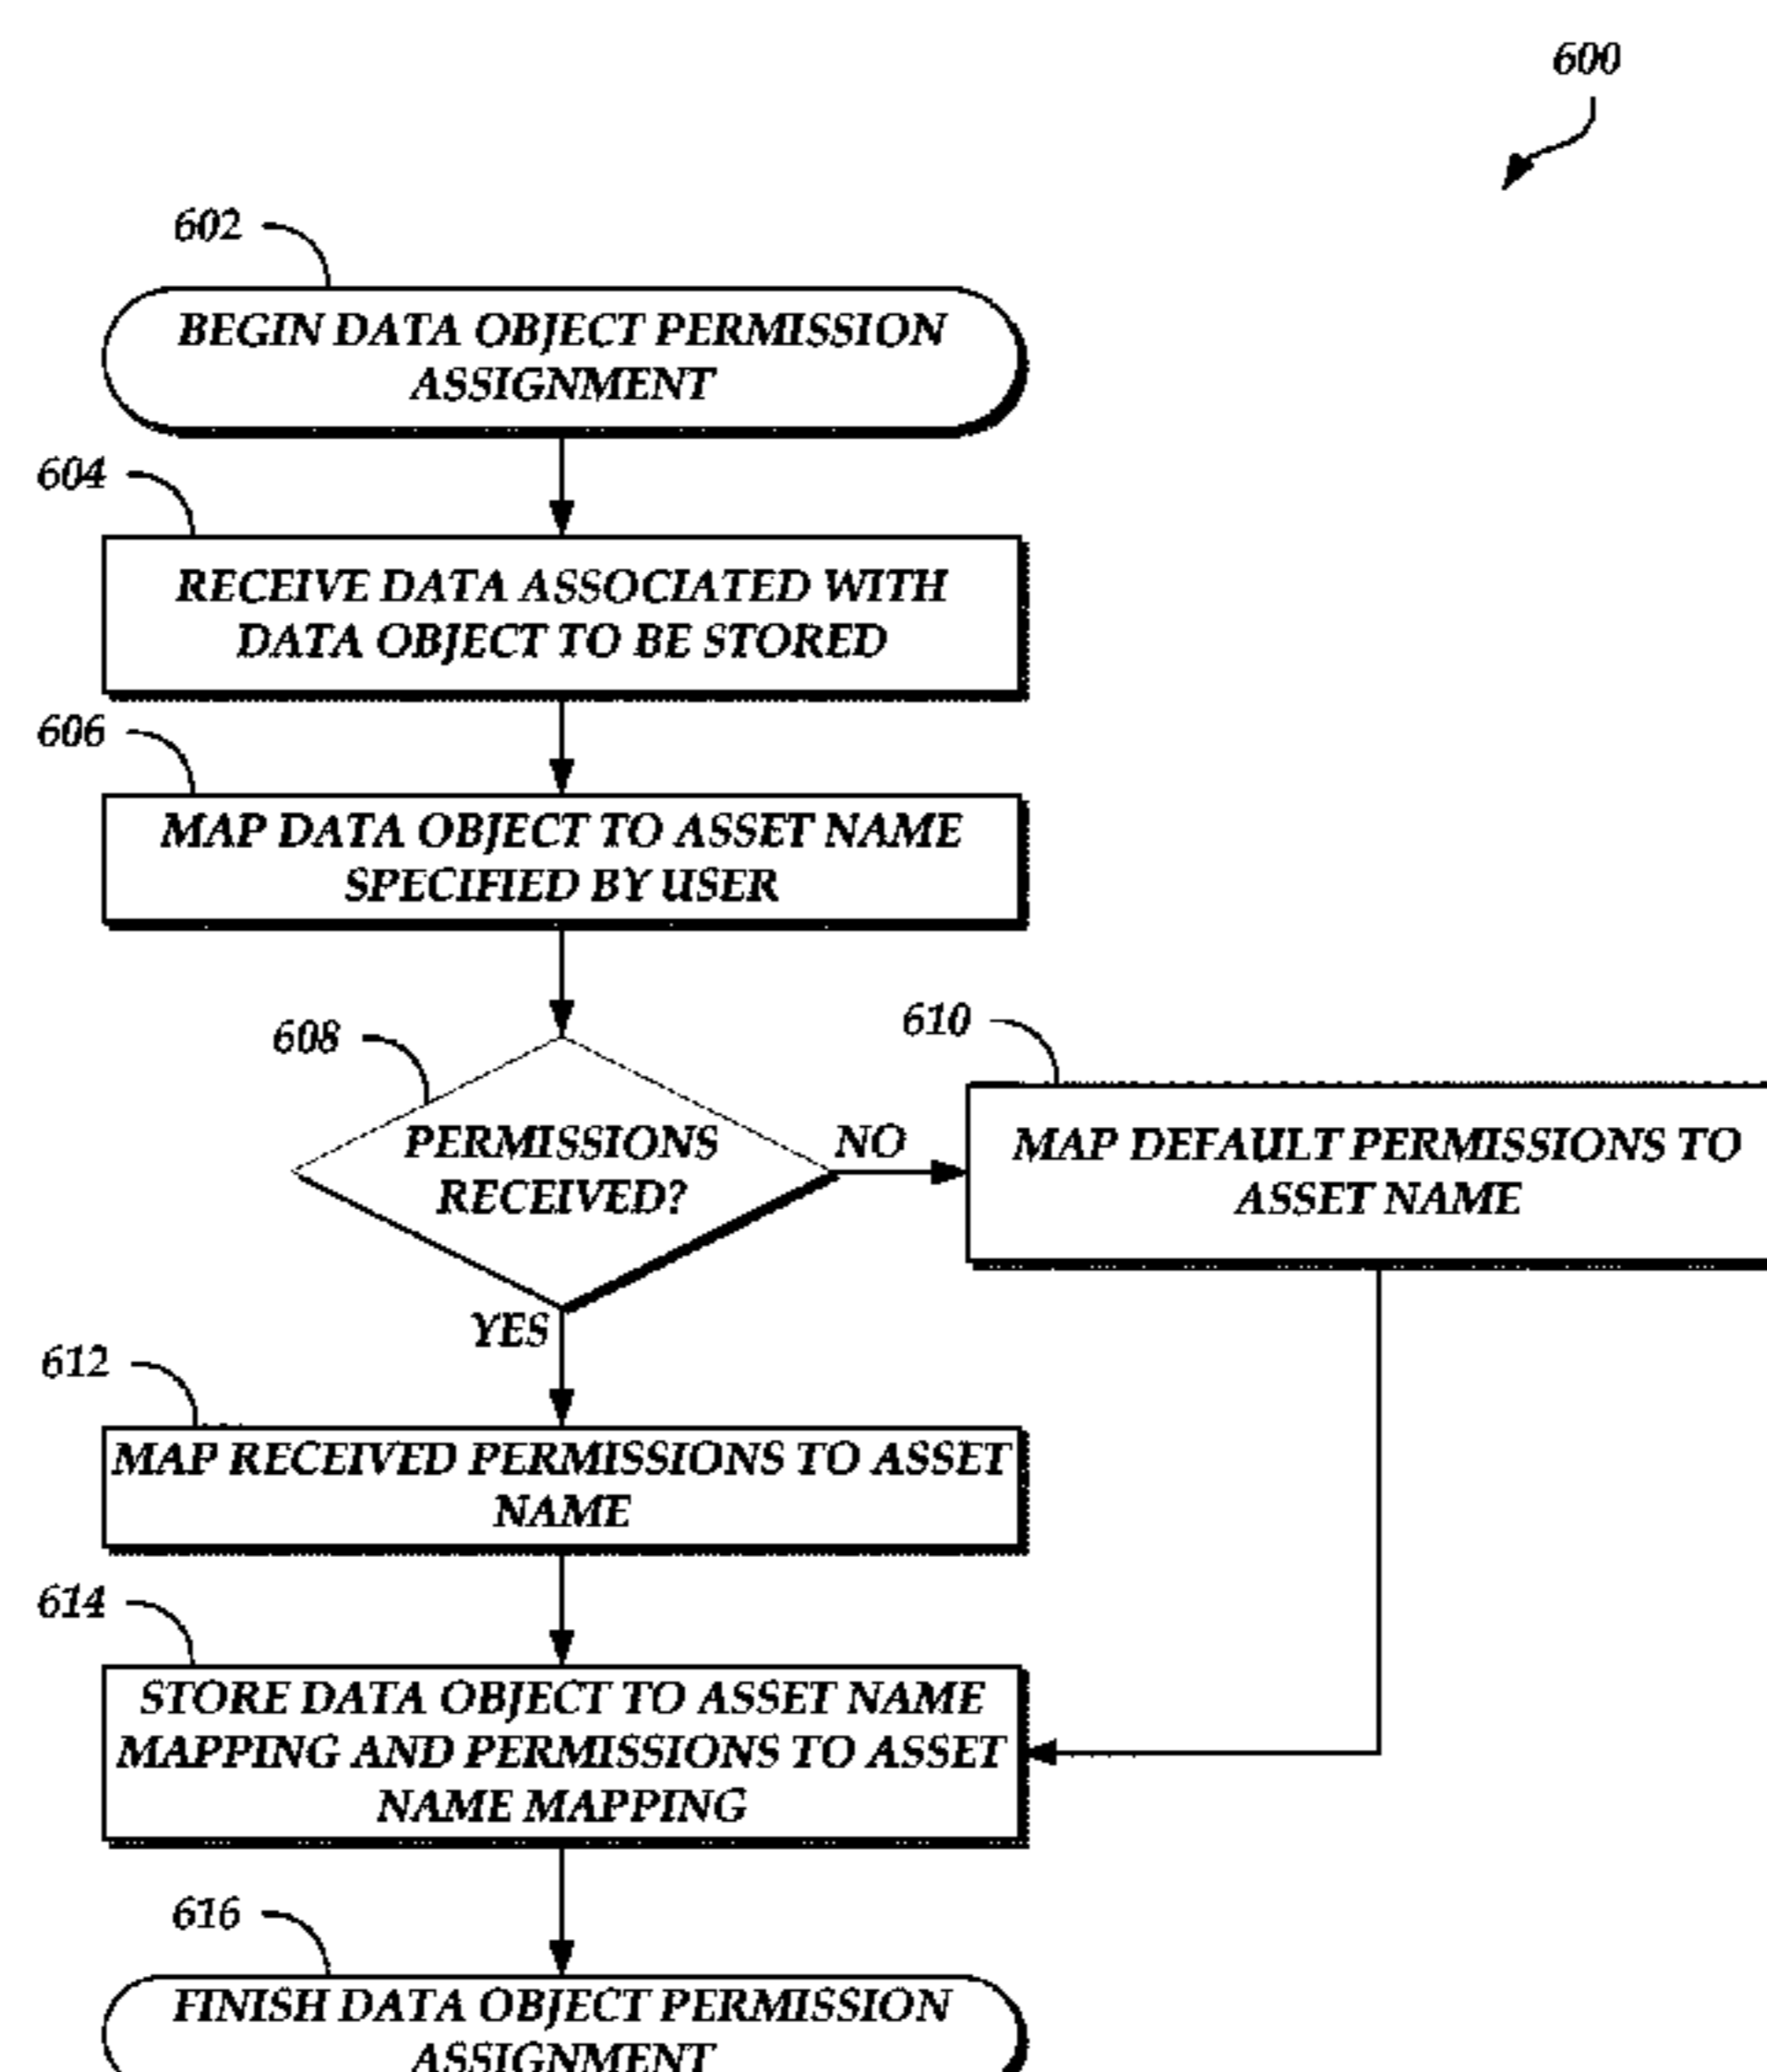 600
602
BEGIN DATA OBJECT PERMISSION
ASSIGNMENT
604
RECEIVE DATA ASSOCIATED WITH
DATA OBJECT TO BE STORED
606
MAP DATA OBJECT TO ASSET NAME
SPECIFIED BY USER
608
PERMISSIONS
RECEIVED?
NO
610
MAP DEFAULT PERMISSIONS TO
ASSET NAME
YES
612
MAP RECEIVED PERMISSIONS TO ASSET
NAME
614
STORE DATA OBJECT TO ASSET NAME
MAPPING AND PERMISSIONS TO ASSET
NAME MAPPING
616
FINISH DATA OBJECT PERMISSION
ASSIGNMENT